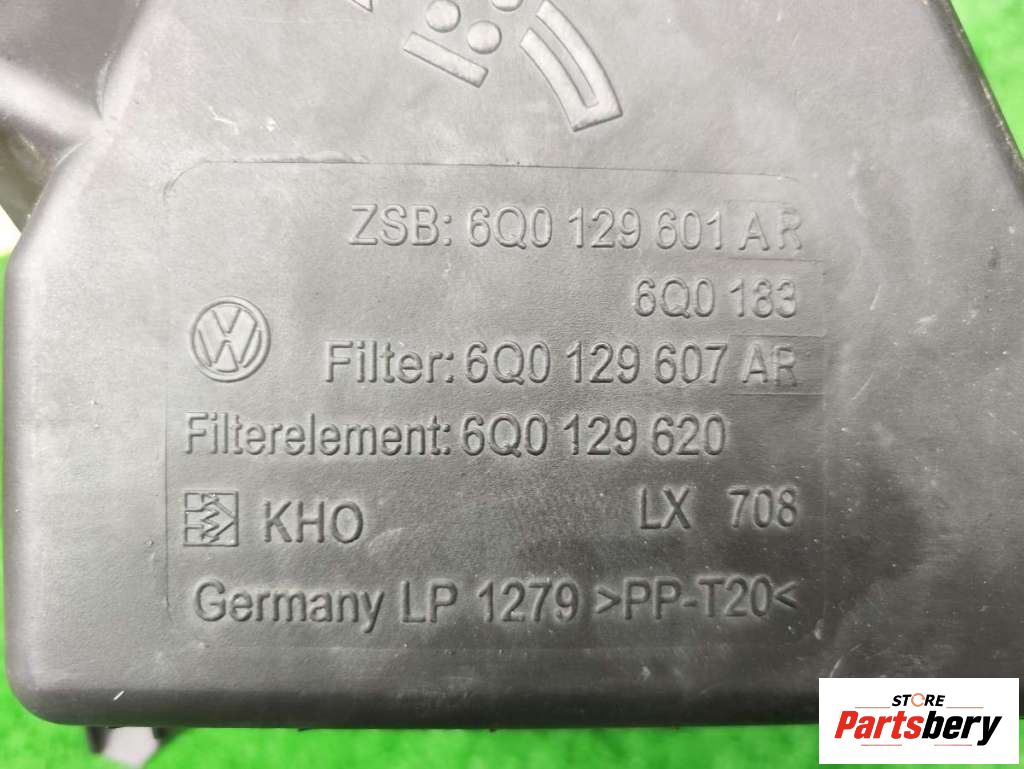 ZSB: 6Q0 129 601 AR
6Q0 183
Filter: 6Q0 129 607 AR
Filterelement: 6Q0 129 620
KHO LX 708
Germany LP 1279 >PP-T20<
STORE
Partsbery